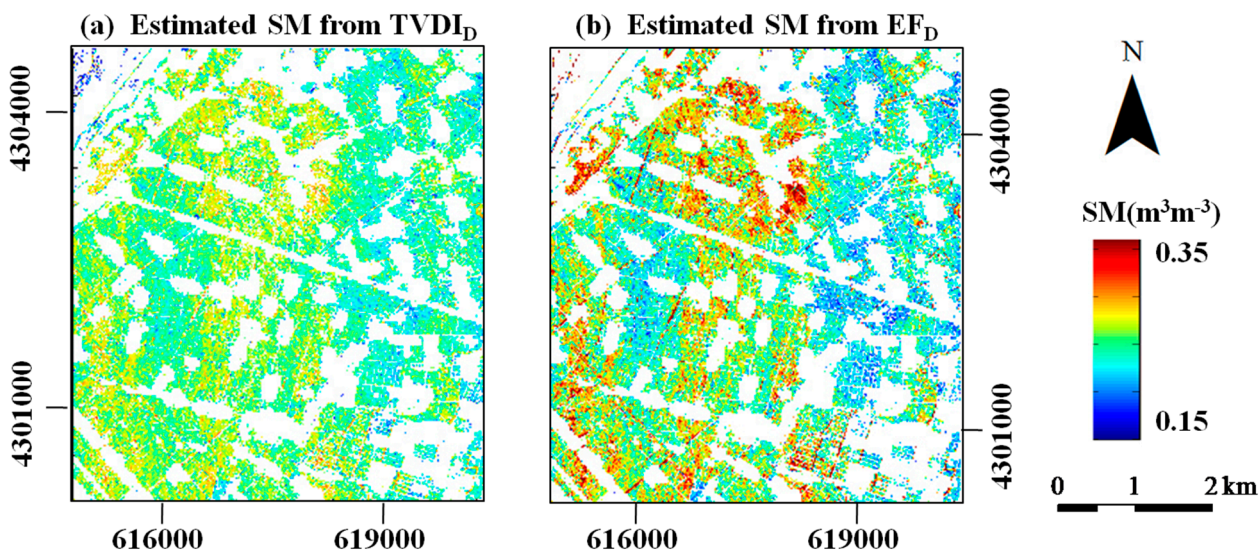 (a) Estimated SM from TVDI_D
(b) Estimated SM from EF_D
N
4304000
4301000
4304000
4301000
SM(m³m⁻³)
0.35
0.15
0 1 2 km
616000 619000
616000 619000